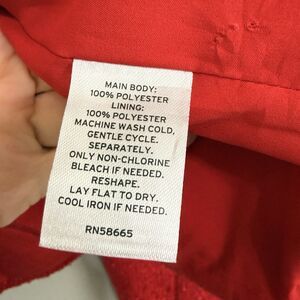 MAIN BODY:
100% POLYESTER
LINING:
100% POLYESTER
MACHINE WASH COLD,
GENTLE CYCLE.
SEPARATELY.
ONLY NON-CHLORINE
BLEACH IF NEEDED.
RESHAPE.
LAY FLAT TO DRY.
COOL IRON IF NEEDED.
RN58665